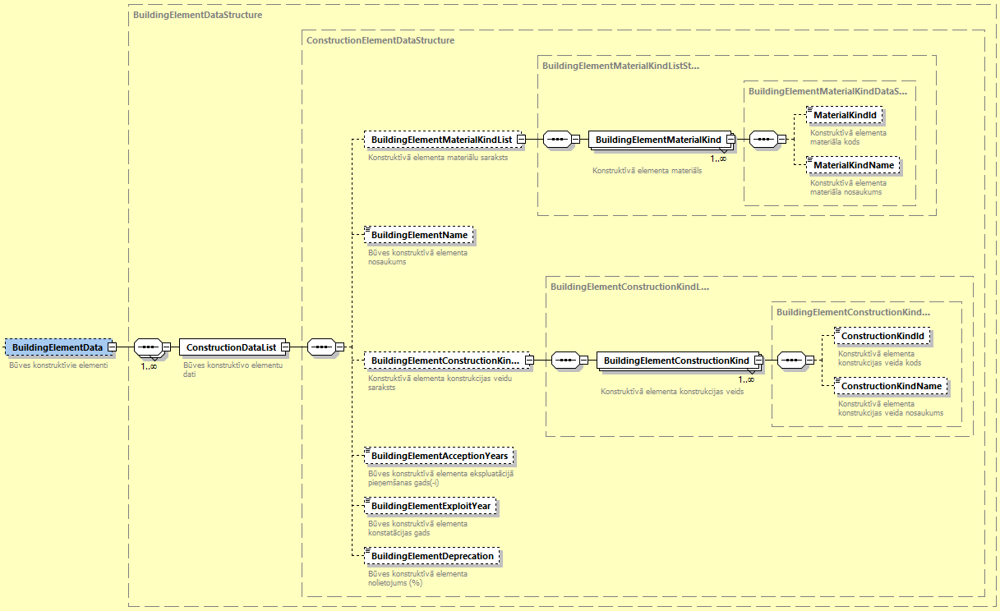 BuildingElementDataStructure
ConstructionElementDataStructure
BuildingElementMaterialKindListSt...
BuildingElementMaterialKindDataS...
MaterialKindId
Konstruktīvā elementa
materiāla kods
BuildingElementMaterialKindList
Konstruktīvā elementa materiālu saraksts
BuildingElementMaterialKind
1..∞
Konstruktīvā elementa materiāls
MaterialKindName
Konstruktīvā elementa
materiāla nosaukums
BuildingElementName
Būves konstruktīvā elementa
nosaukums
BuildingElementConstructionKindL...
BuildingElementConstructionKind...
ConstructionKindId
Konstruktīvā elementa
konstrukcijas veida kods
BuildingElementData
Būves konstruktīvie elementi
1..∞
ConstructionDataList
Būves konstruktīvo elementu
dati
BuildingElementConstructionKin...
Konstruktīvā elementa konstrukcijas veidu
saraksts
BuildingElementConstructionKind
1..∞
Konstruktīvā elementa konstrukcijas veids
ConstructionKindName
Konstruktīvā elementa
konstrukcijas veida nosaukums
BuildingElementAcceptionYears
Būves konstruktīvā elementa ekspluatācijā
pieņemšanas gads(-i)
BuildingElementExploitYear
Būves konstruktīvā elementa
konstatācijas gads
BuildingElementDeprecation
Būves konstruktīvā elementa
nolietojums (%)